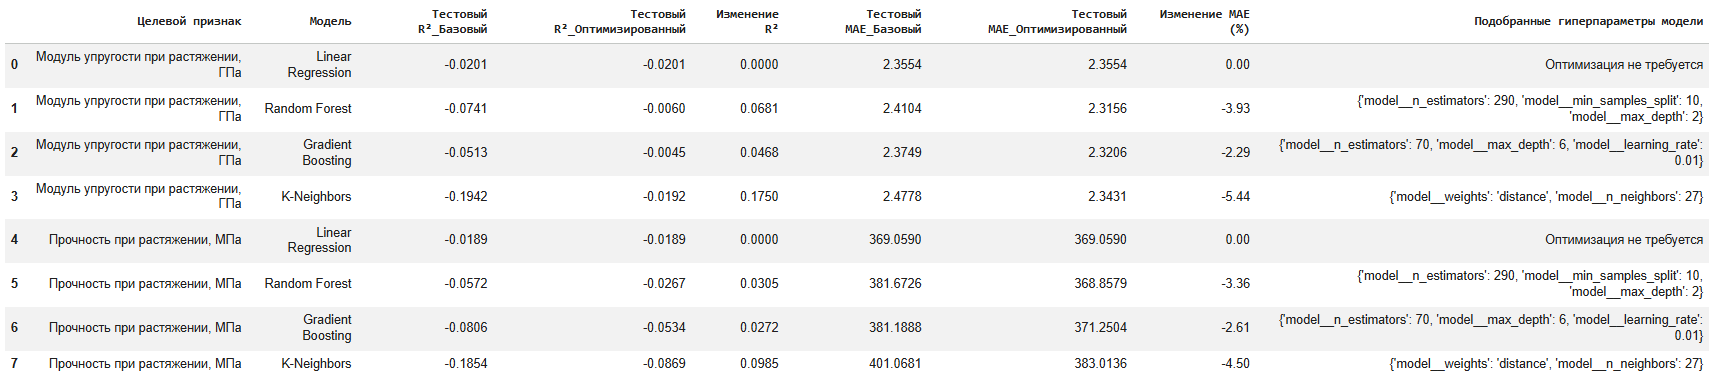 Целевой признак Модель Тестовый R²_Базовый Тестовый R²_Оптимизированный Изменение R² Тестовый MAE_Базовый Тестовый MAE_Оптимизированный Изменение MAE (%) Подобранные гиперпараметры модели
0 Модуль упругости при растяжении, ГПа Linear Regression -0.0201 -0.0201 0.0000 2.3554 2.3554 0.00 Оптимизация не требуется
1 Модуль упругости при растяжении, ГПа Random Forest -0.0741 -0.0060 0.0681 2.4104 2.3156 -3.93 {'model__n_estimators': 290, 'model__min_samples_split': 10, 'model__max_depth': 2}
2 Модуль упругости при растяжении, ГПа Gradient Boosting -0.0513 -0.0045 0.0468 2.3749 2.3206 -2.29 {'model__n_estimators': 70, 'model__max_depth': 6, 'model__learning_rate': 0.01}
3 Модуль упругости при растяжении, ГПа K-Neighbors -0.1942 -0.0192 0.1750 2.4778 2.3431 -5.44 {'model__weights': 'distance', 'model__n_neighbors': 27}
4 Прочность при растяжении, МПа Linear Regression -0.0189 -0.0189 0.0000 369.0590 369.0590 0.00 Оптимизация не требуется
5 Прочность при растяжении, МПа Random Forest -0.0572 -0.0267 0.0305 381.6726 368.8579 -3.36 {'model__n_estimators': 290, 'model__min_samples_split': 10, 'model__max_depth': 2}
6 Прочность при растяжении, МПа Gradient Boosting -0.0806 -0.0534 0.0272 381.1888 371.2504 -2.61 {'model__n_estimators': 70, 'model__max_depth': 6, 'model__learning_rate': 0.01}
7 Прочность при растяжении, МПа K-Neighbors -0.1854 -0.0869 0.0985 401.0681 383.0136 -4.50 {'model__weights': 'distance', 'model__n_neighbors': 27}